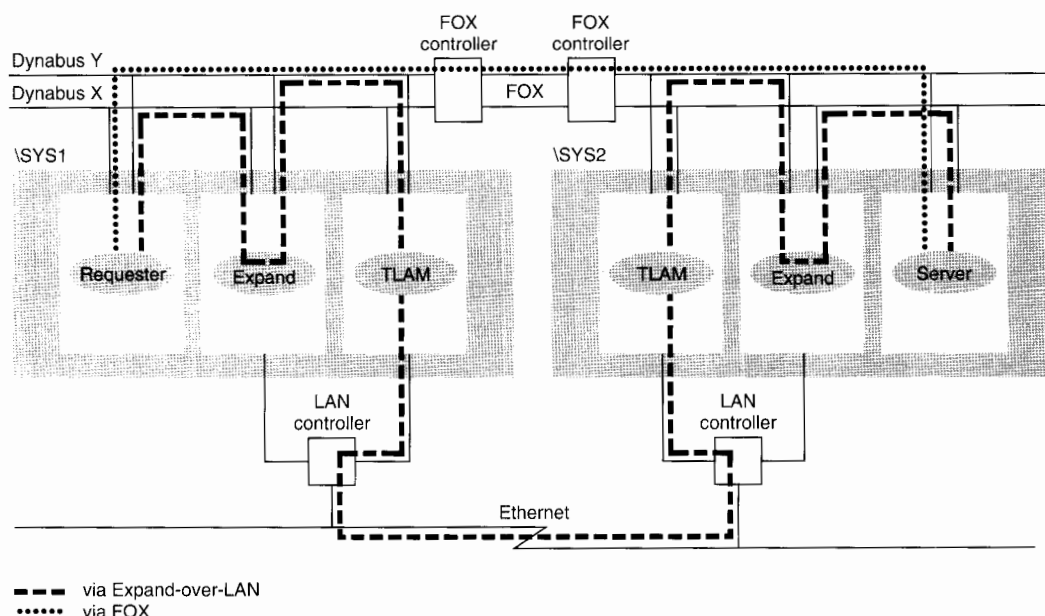 FOX
controller
FOX
controller
Dynabus Y
Dynabus X
FOX
\SYS1
\SYS2
Requester
Expand
TLAM
TLAM
Expand
Server
LAN
controller
LAN
controller
Ethernet
via Expand-over-LAN
via FOX